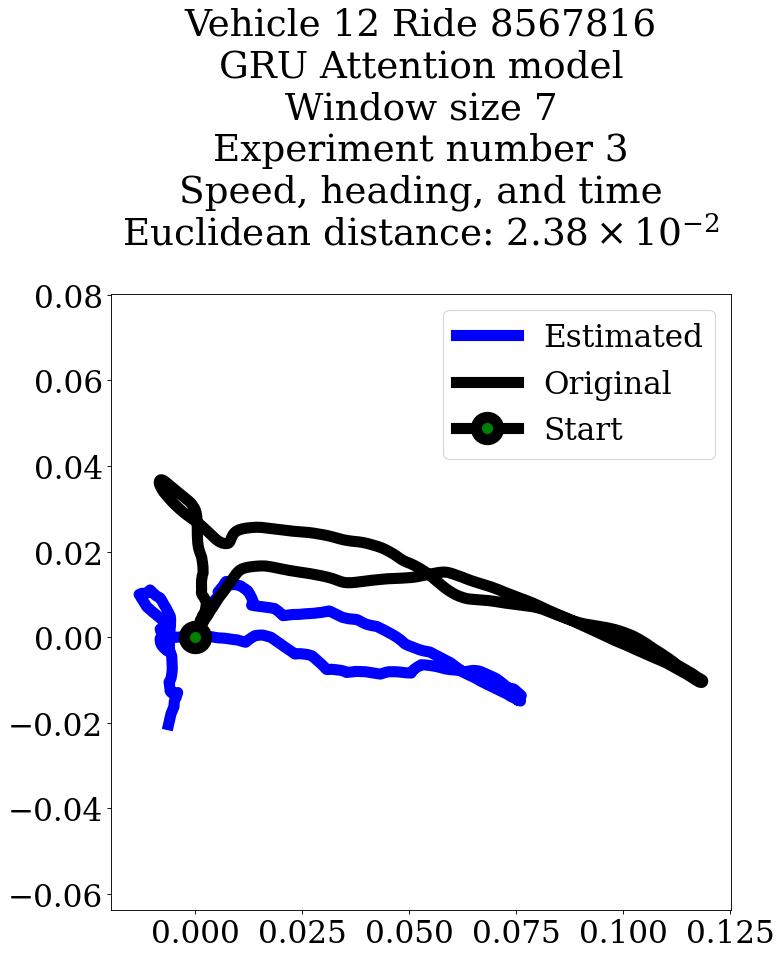 Vehicle 12 Ride 8567816
GRU Attention model
Window size 7
Experiment number 3
Speed, heading, and time
Euclidean distance: 2.38 × 10⁻²
0.08
0.06
0.04
0.02
0.00
−0.02
−0.04
−0.06
Estimated
Original
Start
0.000 0.025 0.050 0.075 0.100 0.125